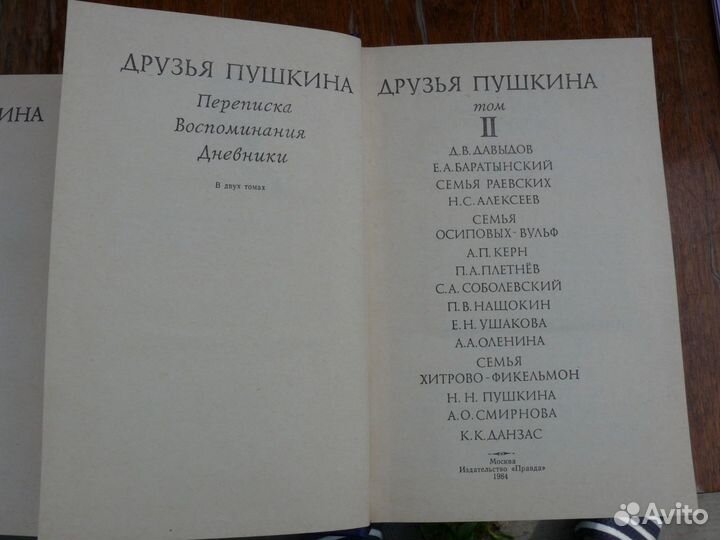 ИНА
ДРУЗЬЯ ПУШКИНА
Переписка
Воспоминания
Дневники
В двух томах
ДРУЗЬЯ ПУШКИНА
том
II
Д.В.ДАВЫДОВ
Е.А.БАРАТЫНСКИЙ
СЕМЬЯ РАЕВСКИХ
Н.С.АЛЕКСЕЕВ
СЕМЬЯ
ОСИПОВЫХ-ВУЛЬФ
А.П.КЕРН
П.А.ПЛЕТНЁВ
С.А.СОБОЛЕВСКИЙ
П.В.НАЩОКИН
Е.Н.УШАКОВА
А.А.ОЛЕНИНА
СЕМЬЯ
ХИТРОВО-ФИКЕЛЬМОН
Н.Н.ПУШКИНА
А.О.СМИРНОВА
К.К.ДАНЗАС
Москва
Издательство «Правда»
1984
Avito